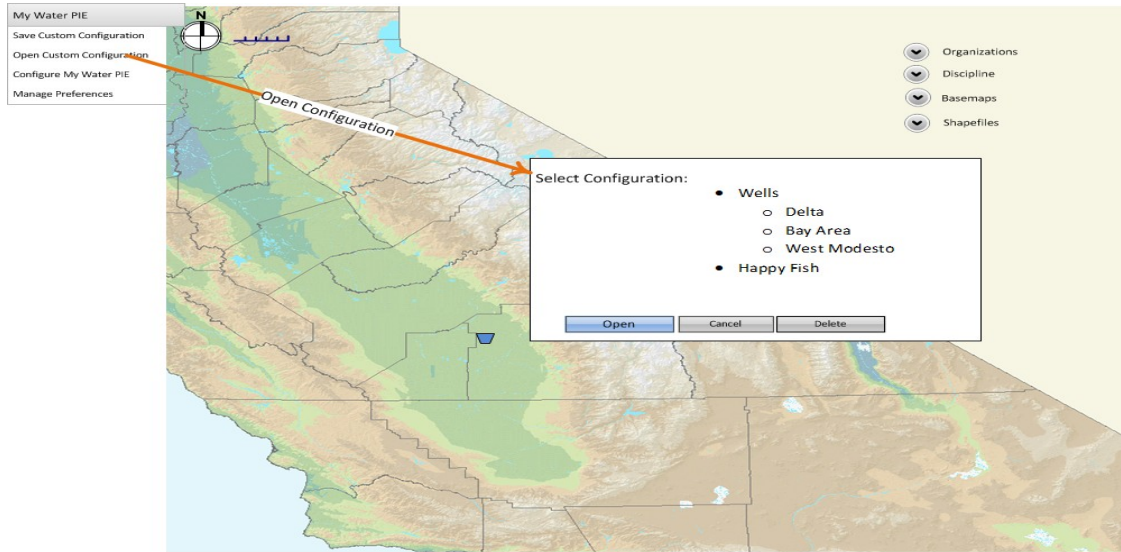 My Water PIE
Save Custom Configuration
Open Custom Configuration
Configure My Water PIE
Manage Preferences
N
Organizations
Discipline
Basemaps
Shapefiles
Open Configuration
Select Configuration:
Wells
Delta
Bay Area
West Modesto
Happy Fish
Open
Cancel
Delete